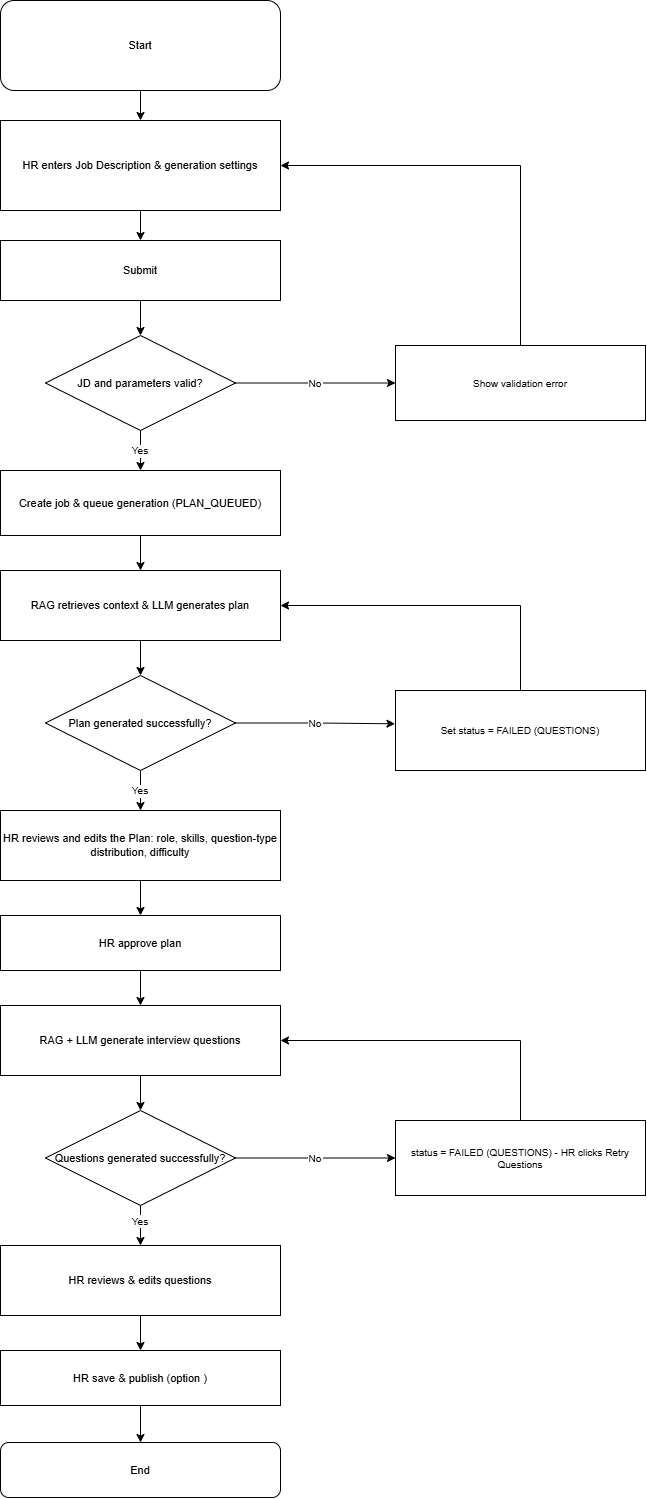 Start
HR enters Job Description & generation settings
Submit
JD and parameters valid?
No
Show validation error
Yes
Create job & queue generation (PLAN_QUEUED)
RAG retrieves context & LLM generates plan
Plan generated successfully?
No
Set status = FAILED (QUESTIONS)
Yes
HR reviews and edits the Plan: role, skills, question-type
distribution, difficulty
HR approve plan
RAG + LLM generate interview questions
Questions generated successfully?
No
status = FAILED (QUESTIONS) - HR clicks Retry
Questions
Yes
HR reviews & edits questions
HR save & publish (option )
End